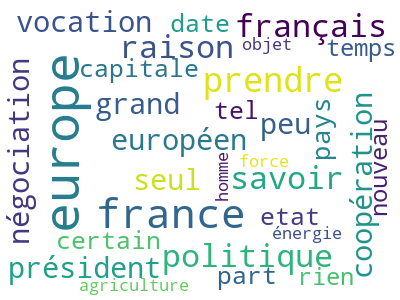 vocation
date
français
raison
objet
temps
capitale
prendre
grand
tel
peu
européen
europe
négociation
pays
coopération
nouveau
seul
homme
force
savoir
france
etat
énergie
certain
politique
président
part
rien
agriculture